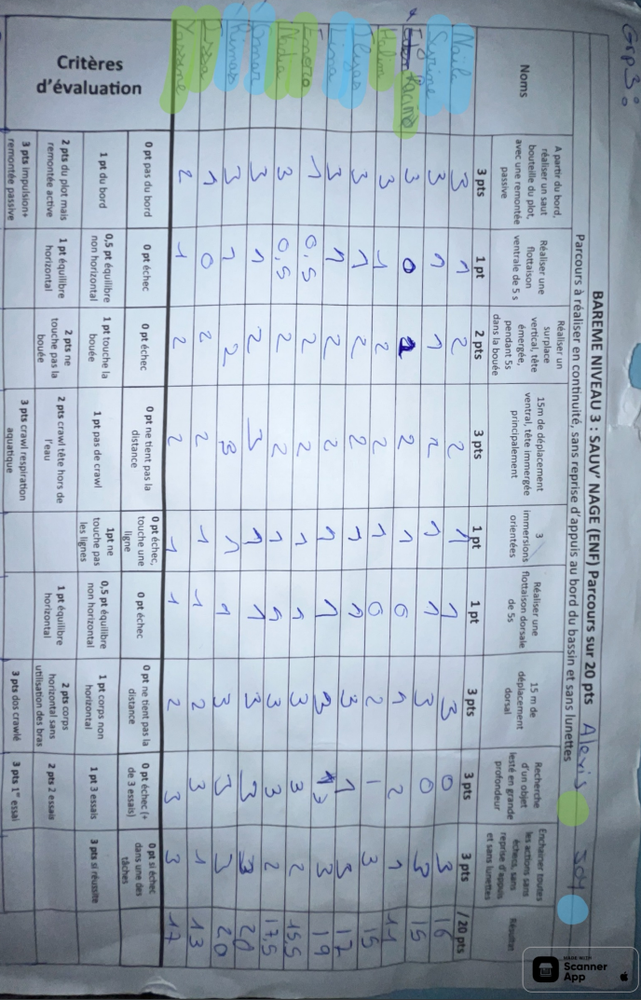 Grp 3 :
BAREME NIVEAU 3 : SAUV' NAGE (ENF) Parcours sur 20 pts Alexis
Parcours à réaliser en continuité, sans reprise d'appuis au bord du bassin et sans lunettes
Noms
A partir du bord,
réaliser un saut
bouteille du plot,
avec une remontée
passive
Réaliser une
flottaison
ventrale de 5 s
Réaliser un
surplace
vertical, tête
émergée,
pendant 5s
dans la bouée
15m de déplacement
ventral, tête immergée
principalement
3
immersions
orientées
Réaliser une
flottaison dorsale
de 5s
15 m de
déplacement
dorsal
Recherche
d'un objet
lesté en grande
profondeur
Enchainer toutes
les actions sans
échecs, sans
reprise d'appuis
et sans lunettes
Résultat
3 pts 1 pt 2 pts 3 pts 1 pt 1 pt 3 pts 3 pts 3 pts / 20 pts
3 1 2 2 1 1 3 0 3 16
Syrine 3 1 1 2 1 1 3 0 3 15
3 0 1 2 1 0 1 2 1 11
Halim 3 1 2 2 1 0 2 1 3 15
Ilyas 3 1 2 2 1 1 3 1 3 17
Lina 3 1 2 2 1 1 3 3 3 19
Enora 1 0,5 2 2 1 1 3 3 2 15,5
Nadia 3 0,5 2 2 1 1 3 3 2 17,5
Omar 3 1 2 3 1 1 3 3 3 20
3 1 2 3 1 1 3 3 3 20
Issa 1 0 2 2 1 1 2 3 1 13
Yassine 2 1 2 2 1 1 2 3 3 17
Critères
d'évaluation
0 pt pas du bord
1 pt du bord
2 pts du plot mais
remontée active
3 pts impulsion+
remontée passive
0 pt échec
0,5 pt équilibre
non horizontal
1 pt équilibre
horizontal
0 pt échec
1 pt touche la
bouée
2 pts ne
touche pas la
bouée
0 pt ne tient pas la
distance
1 pt pas de crawl
2 pts crawl tête hors de
l'eau
3 pts crawl respiration
aquatique
0 pt échec,
touche une
ligne
1pt ne
touche pas
les lignes
0 pt échec
0,5 pt équilibre
non horizontal
1 pt équilibre
horizontal
0 pt ne tient pas la
distance
1 pt corps non
horizontal
2 pts corps
horizontal sans
utilisation des bras
3 pts dos crawlé
0 pt échec (+
de 3 essais)
1 pt 3 essais
2 pts 2 essais
3 pts 1er essai
0 pt si échec
dans une des
tâches
3 pts si réussite
MADE WITH
Scanner
App